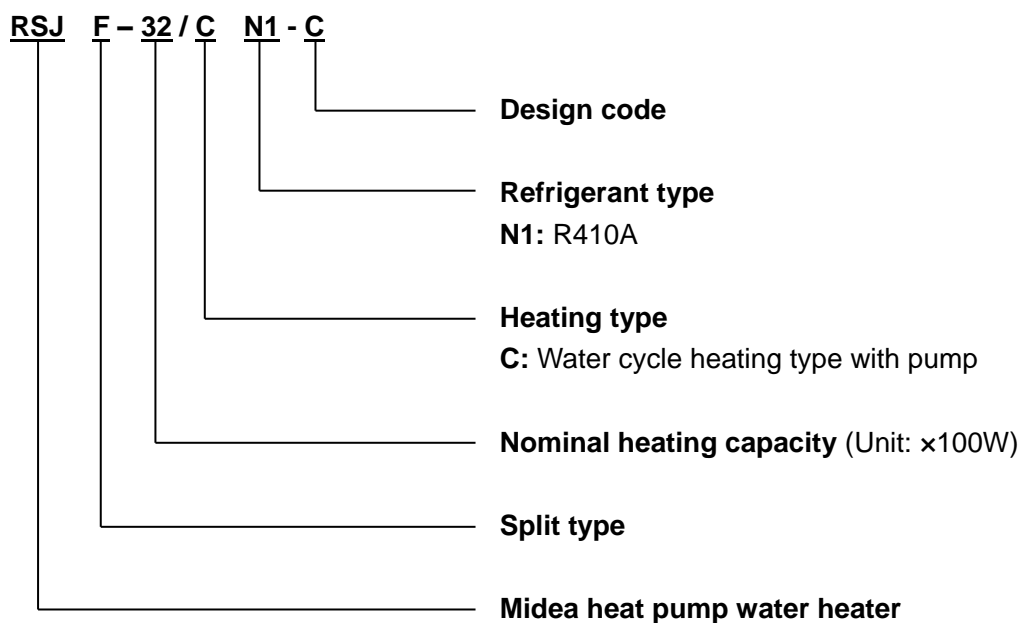 RSJ F – 32 / C N1 - C
Design code
Refrigerant type
N1: R410A
Heating type
C: Water cycle heating type with pump
Nominal heating capacity (Unit: ×100W)
Split type
Midea heat pump water heater